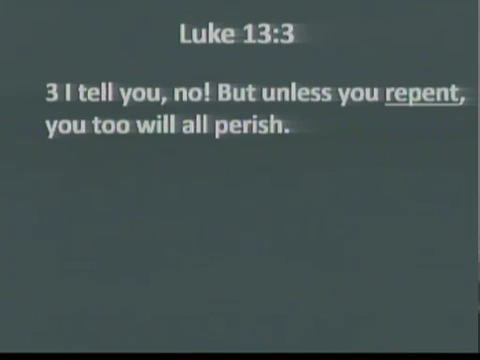 Luke 13:3
3 I tell you, no! But unless you repent,
you too will all perish.